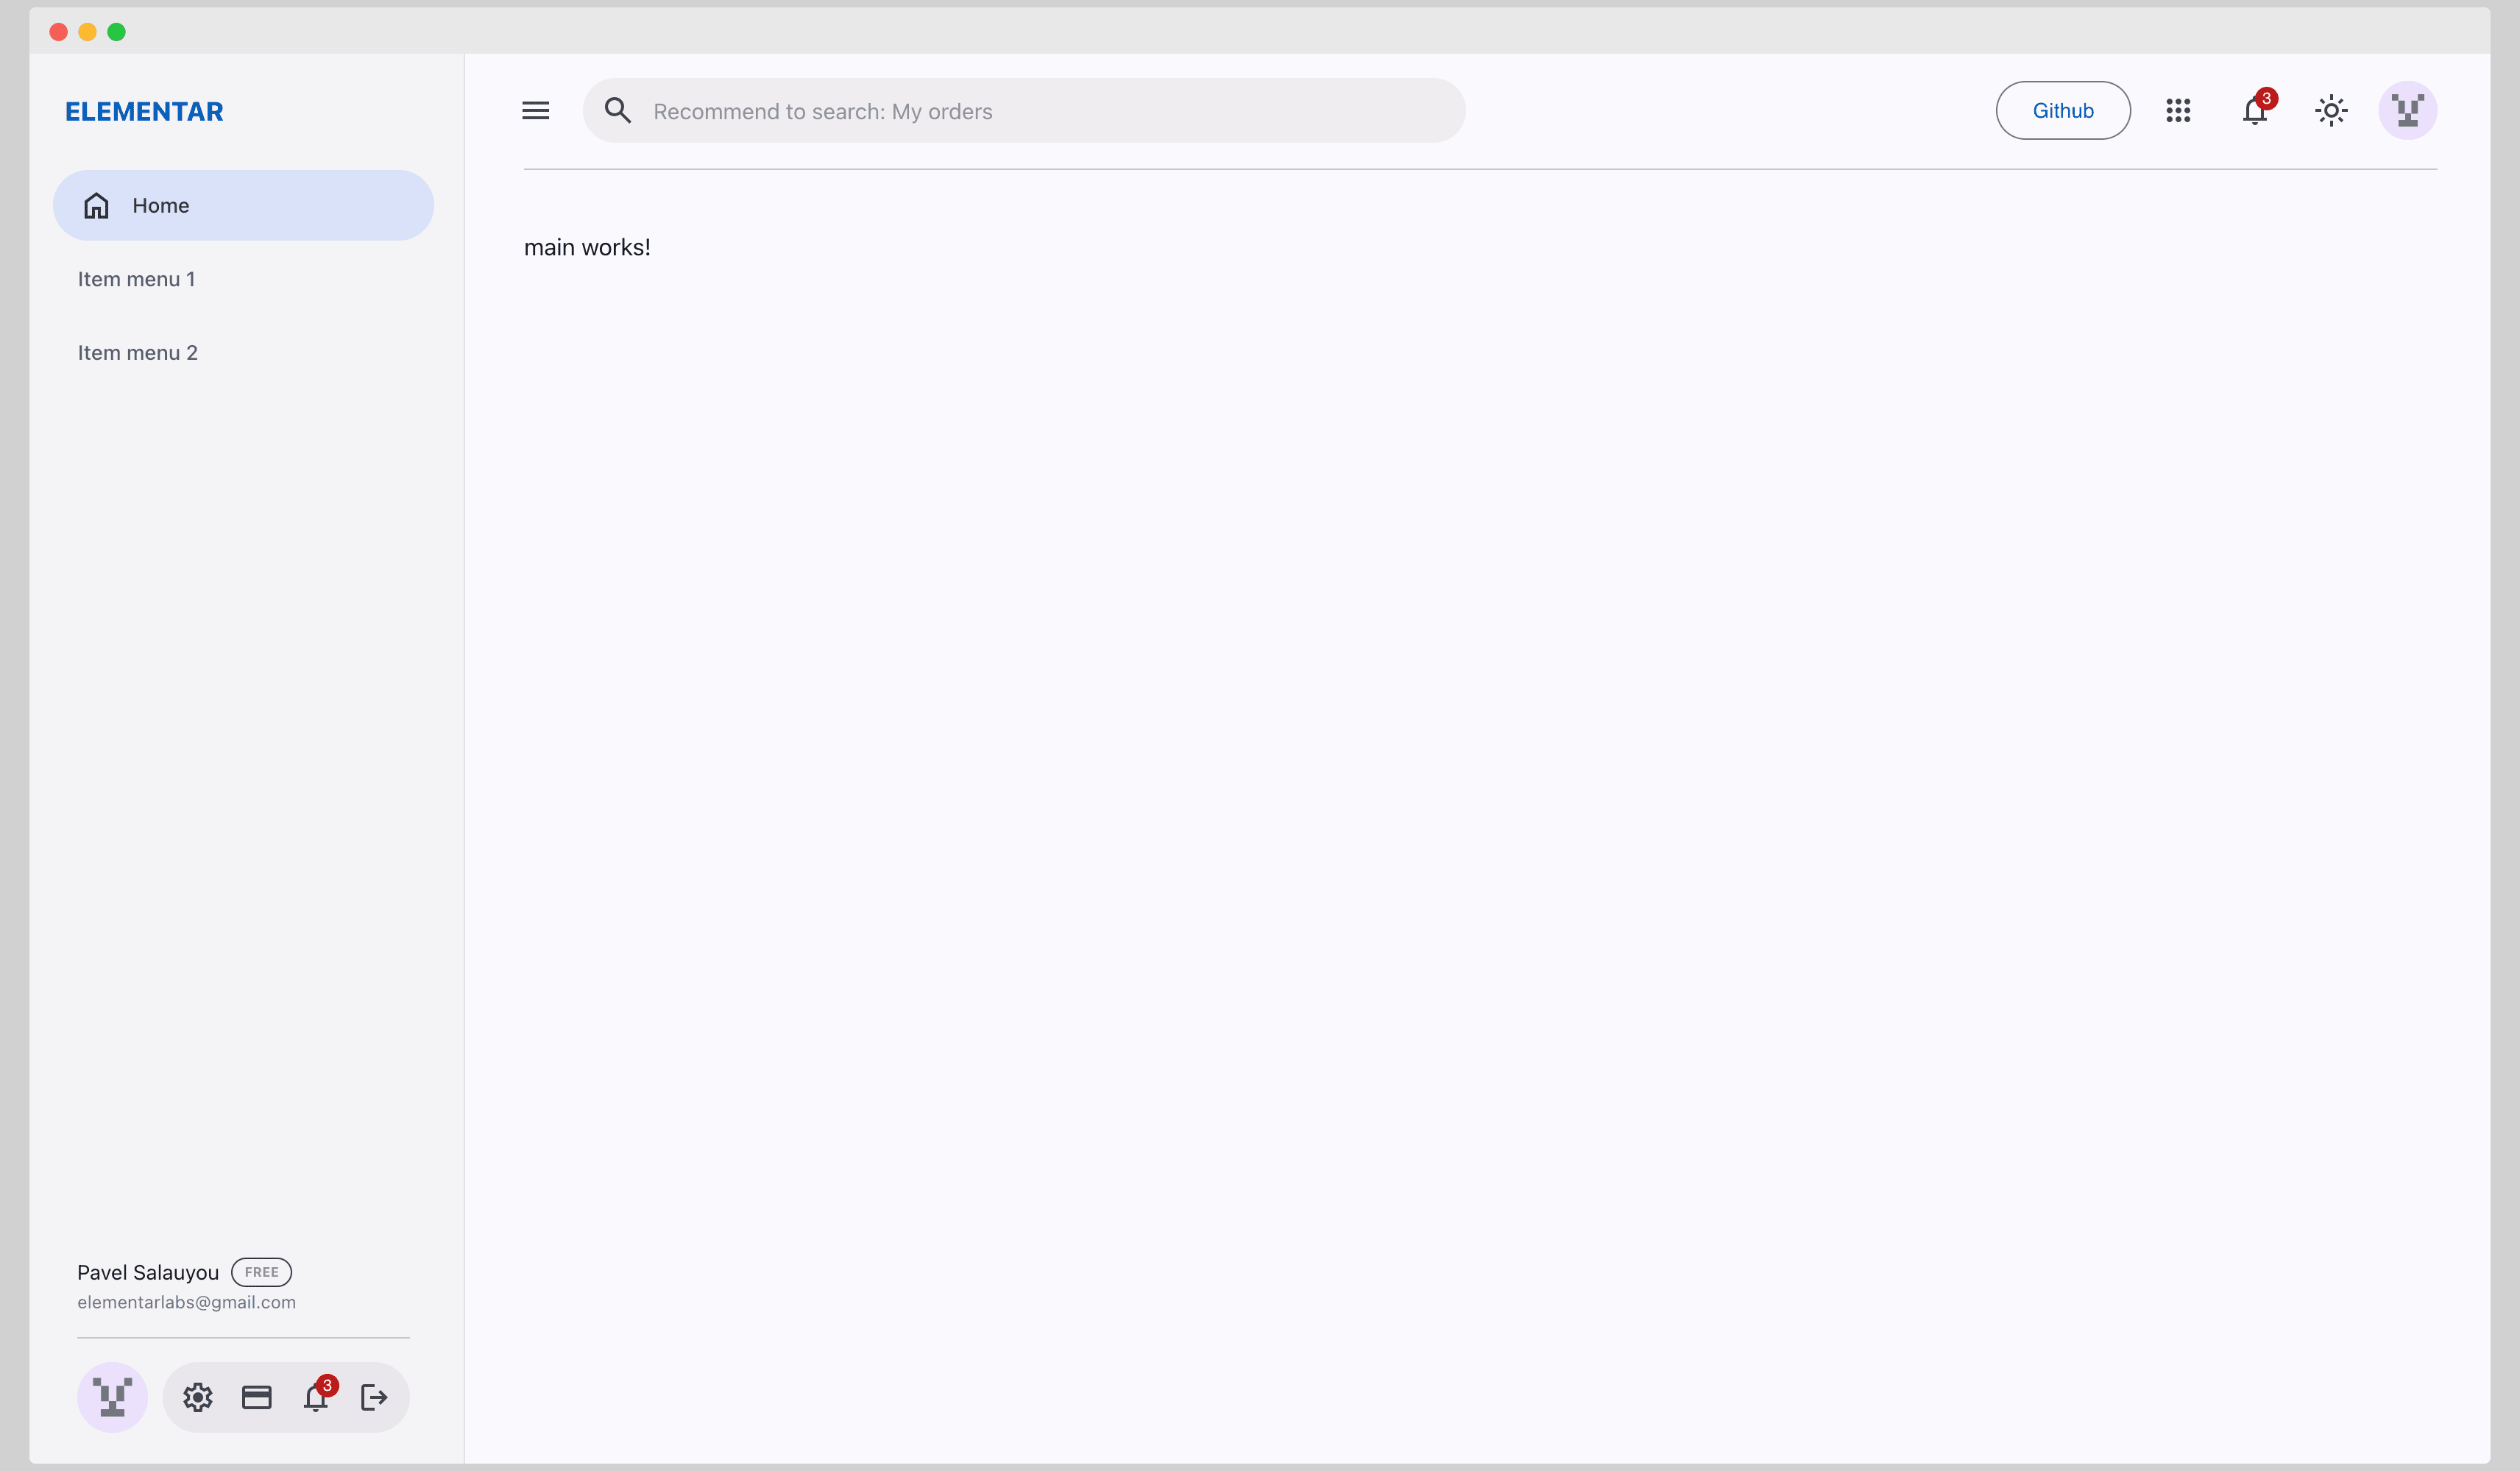 ELEMENTAR
Home
Item menu 1
Item menu 2
Pavel Salauyou FREE
elementarlabs@gmail.com
3
Recommend to search: My orders
Github
3
main works!